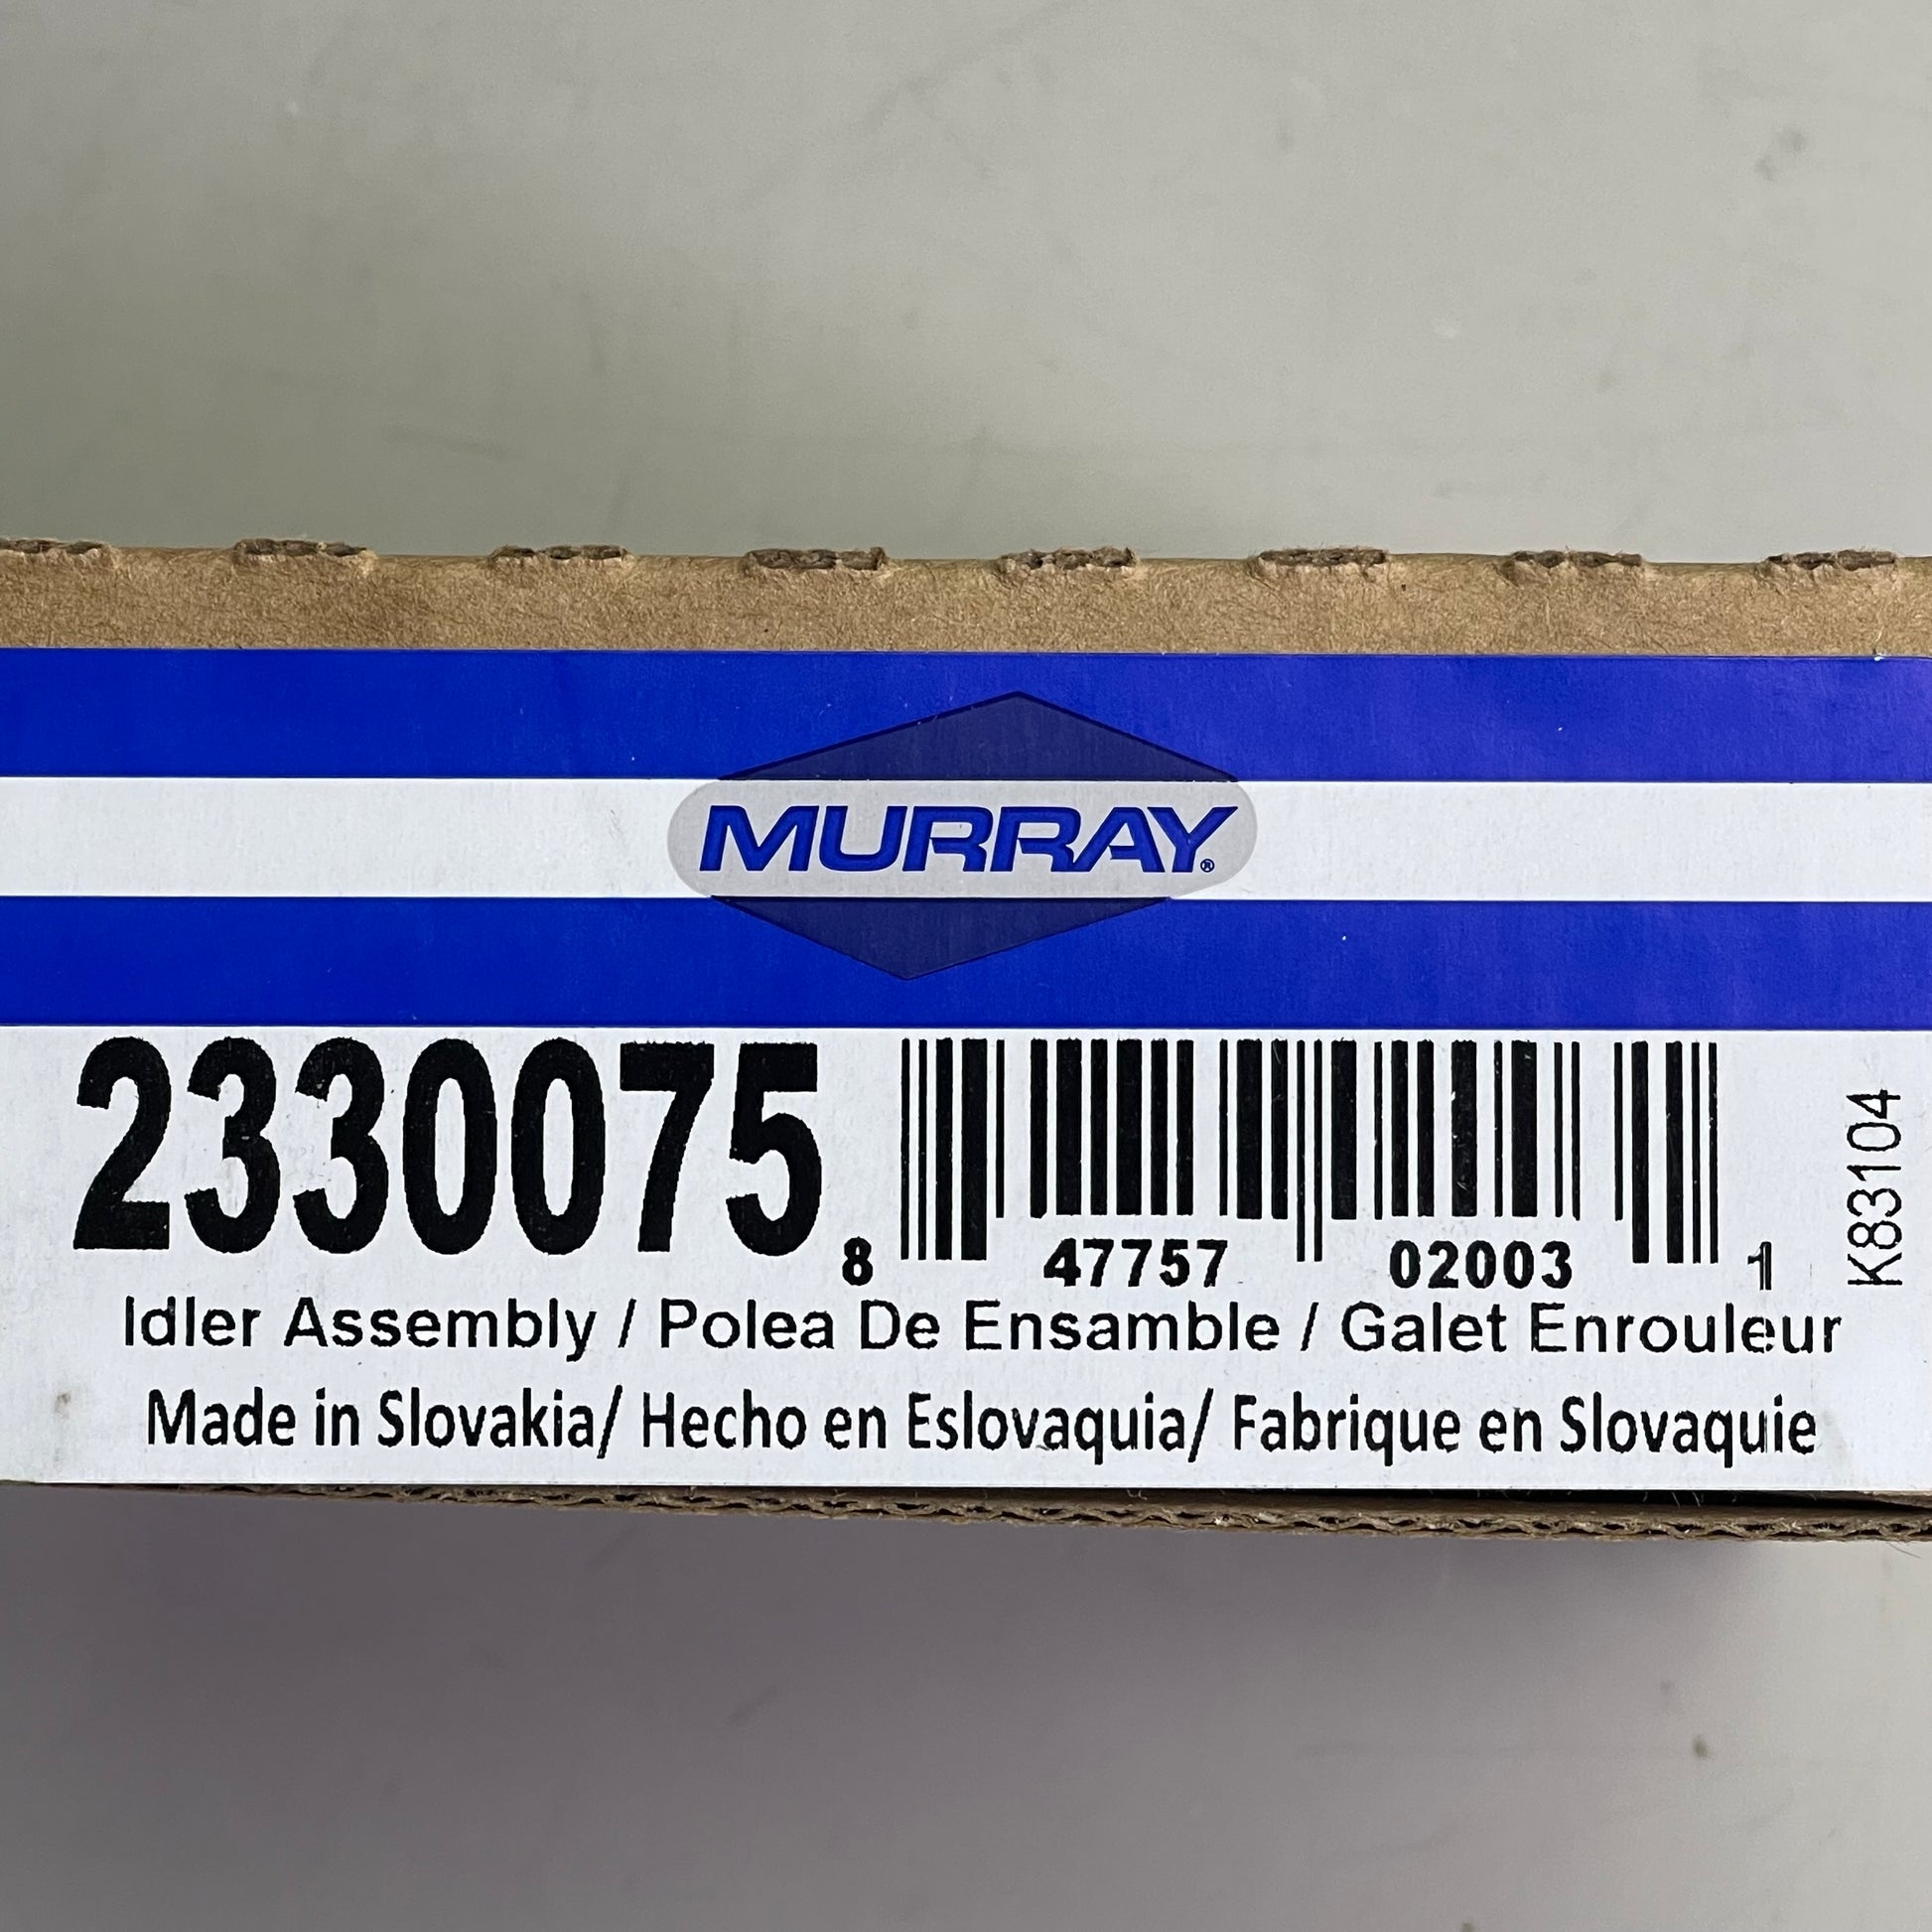 MURRAY®
2330075
8 47757 02003 1
K83104
Idler Assembly / Polea De Ensamble / Galet Enrouleur
Made in Slovakia/ Hecho en Eslovaquia/ Fabrique en Slovaquie